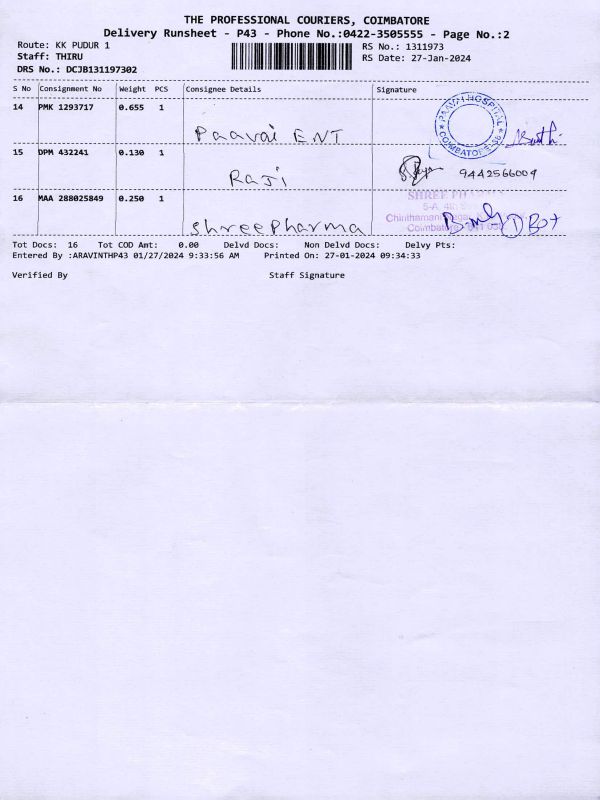 THE PROFESSIONAL COURIERS, COIMBATORE
Delivery Runsheet - P43 - Phone No.:0422-3505555 - Page No.:2
Route: KK PUDUR 1 RS No.: 1311973
Staff: THIRU RS Date: 27-Jan-2024
DRS No.: DCJB131197302
S No Consignment No Weight PCS Consignee Details Signature
14 PMK 1293717 0.655 1
Paavai ENT
PAAVAI HOSPITAL
COIMBATORE
15 DPM 432241 0.130 1
Raji 9442566009
16 MAA 288025849 0.250 1
SHREE
5-A
Chinthamani Nagar
shreepharma
Tot Docs: 16 Tot COD Amt: 0.00 Delvd Docs: Non Delvd Docs: Delvy Pts:
Entered By :ARAVINTHP43 01/27/2024 9:33:56 AM Printed On: 27-01-2024 09:34:33
Verified By Staff Signature